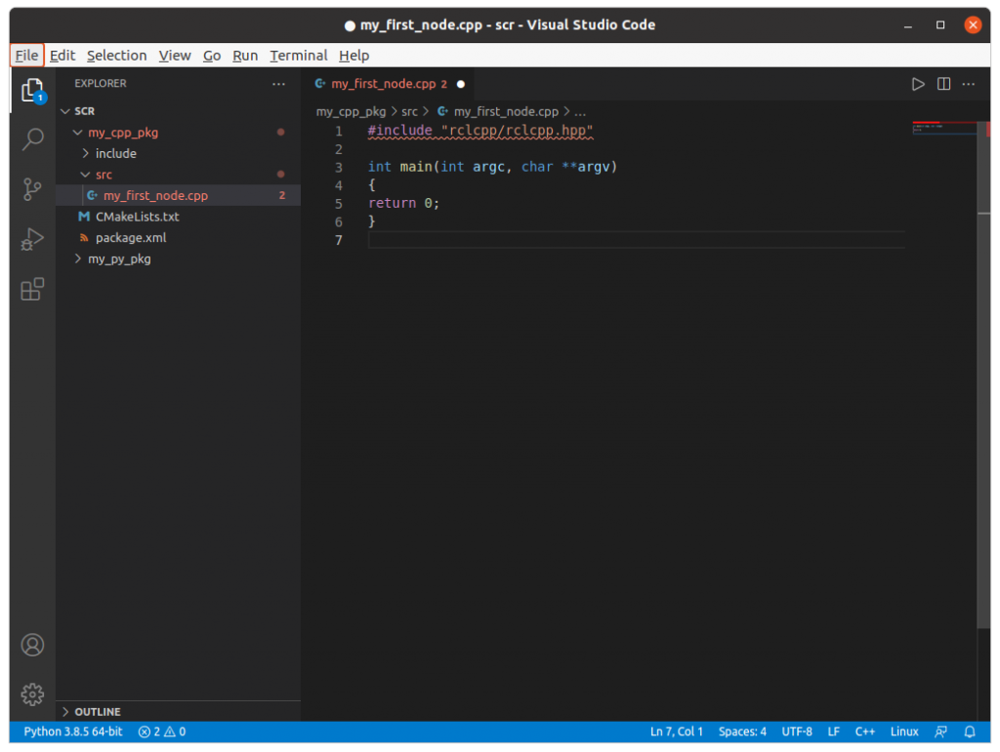 my_first_node.cpp - scr - Visual Studio Code
File Edit Selection View Go Run Terminal Help
1
EXPLORER
SCR
my_cpp_pkg
include
src
my_first_node.cpp 2
CMakeLists.txt
package.xml
my_py_pkg
OUTLINE
my_first_node.cpp 2
my_cpp_pkg > src > my_first_node.cpp > ...
1 #include "rclcpp/rclcpp.hpp"
2
3 int main(int argc, char **argv)
4 {
5 return 0;
6 }
7
Python 3.8.5 64-bit 2 0 Ln 7, Col 1 Spaces: 4 UTF-8 LF C++ Linux